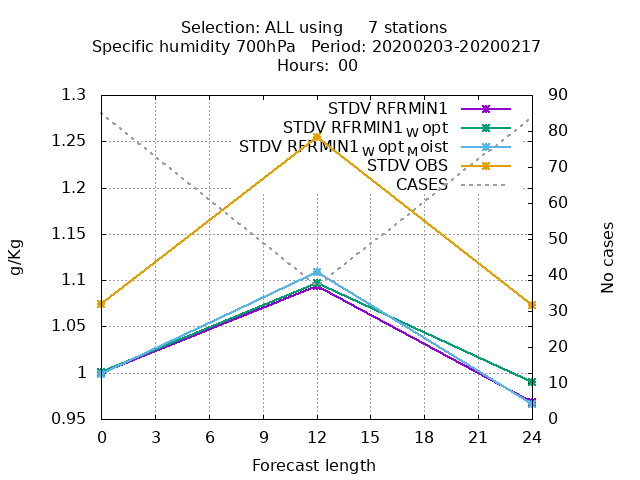 Selection: ALL using 7 stations
Specific humidity 700hPa Period: 20200203-20200217
Hours: 00
1.3
1.25
1.2
1.15
1.1
1.05
1
0.95
g/Kg
STDV RFRMIN1
STDV RFRMIN1_W opt
STDV RFRMIN1_W opt_M oist
STDV OBS
CASES
90
80
70
60
50
40
30
20
10
0
No cases
0 3 6 9 12 15 18 21 24
Forecast length